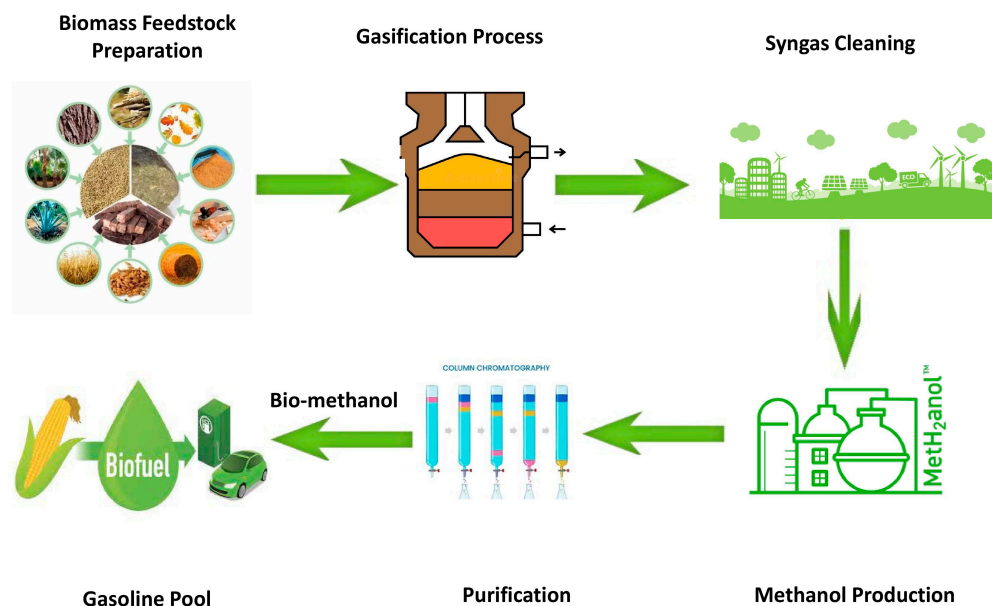 Biomass Feedstock
Preparation
Gasification Process
Syngas Cleaning
ECO
COLUMN CHROMATOGRAPHY
Bio-methanol
Biofuel
MetH₂anol™
Gasoline Pool
Purification
Methanol Production